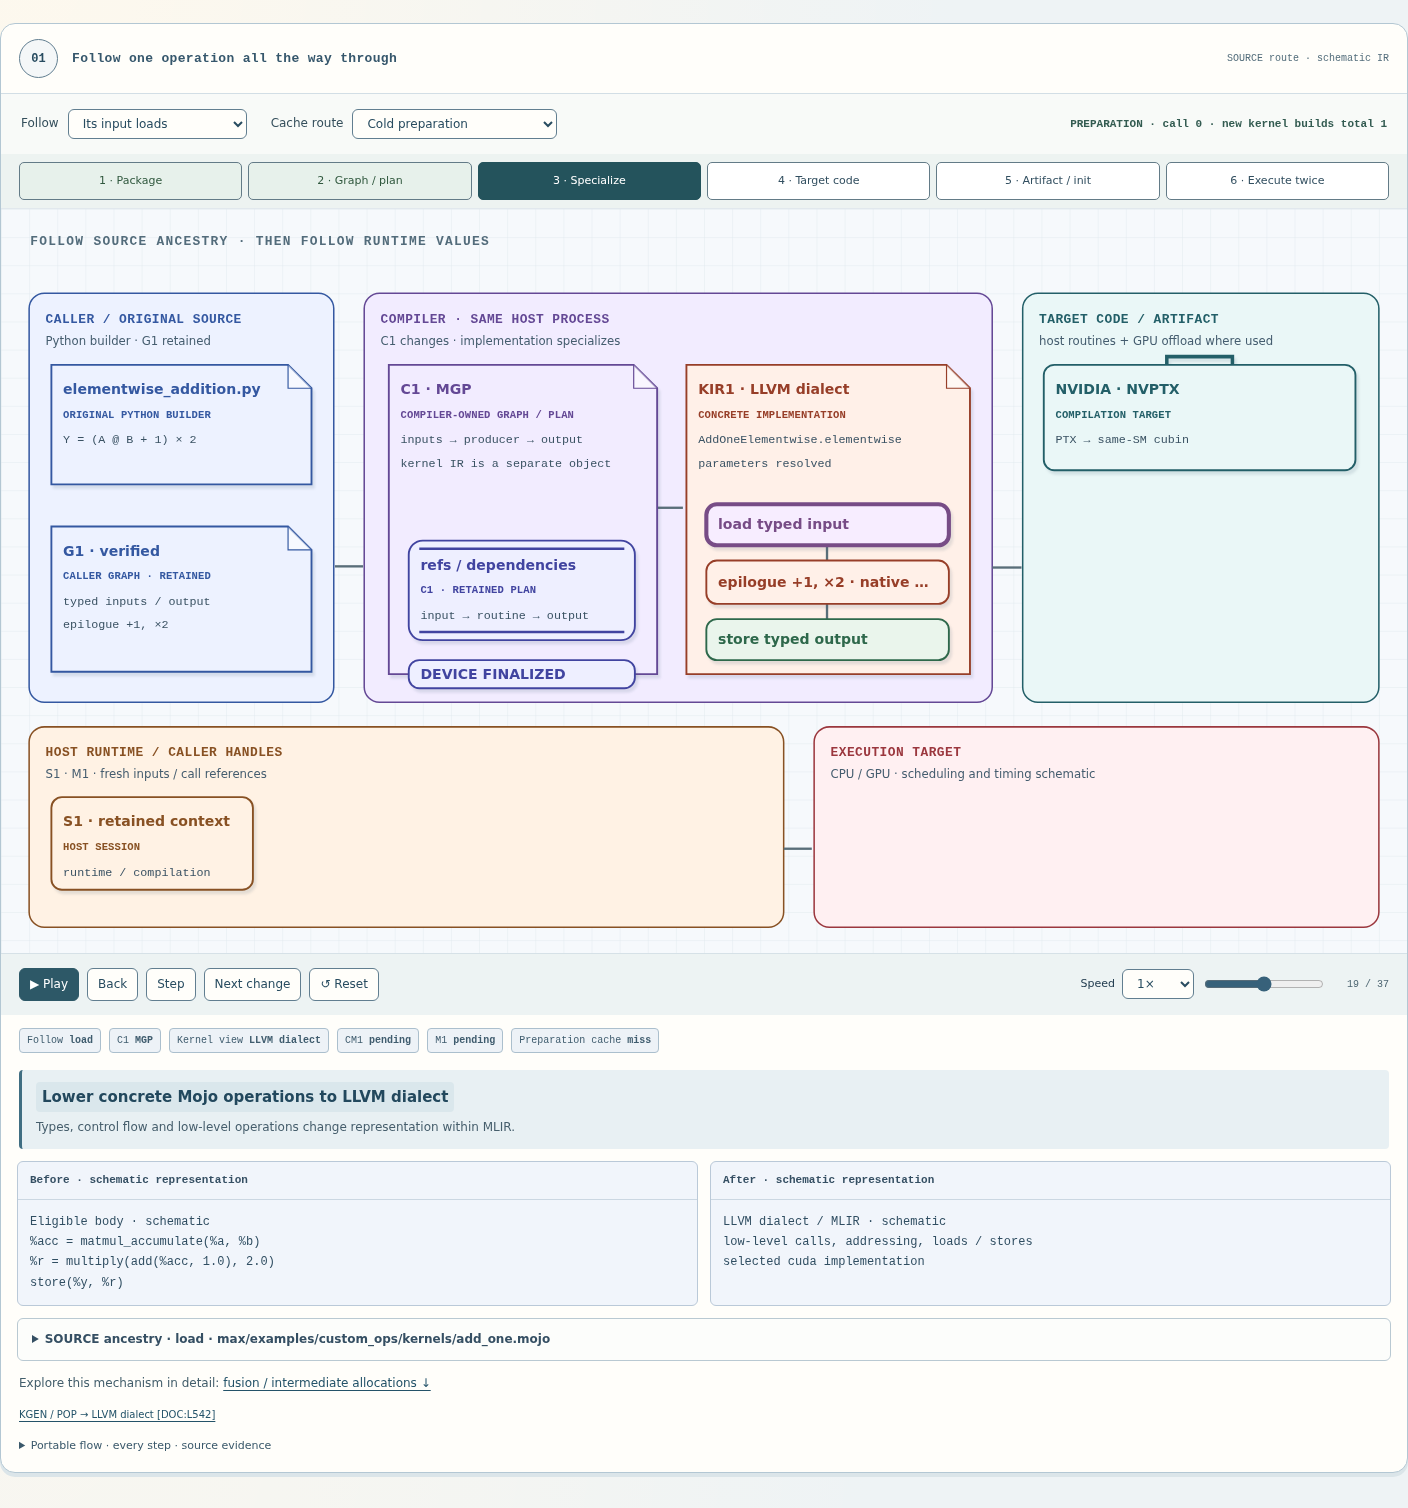 01
Follow one operation all the way through
SOURCE route · schematic IR
Follow
Its input loads
Cache route
Cold preparation
PREPARATION · call 0 · new kernel builds total 1
1 · Package
2 · Graph / plan
3 · Specialize
4 · Target code
5 · Artifact / init
6 · Execute twice
FOLLOW SOURCE ANCESTRY · THEN FOLLOW RUNTIME VALUES
CALLER / ORIGINAL SOURCE
Python builder · G1 retained
elementwise_addition.py
ORIGINAL PYTHON BUILDER
Y = (A @ B + 1) × 2
G1 · verified
CALLER GRAPH · RETAINED
typed inputs / output
epilogue +1, ×2
COMPILER · SAME HOST PROCESS
C1 changes · implementation specializes
C1 · MGP
COMPILER-OWNED GRAPH / PLAN
inputs → producer → output
kernel IR is a separate object
refs / dependencies
C1 · RETAINED PLAN
input → routine → output
DEVICE FINALIZED
KIR1 · LLVM dialect
CONCRETE IMPLEMENTATION
AddOneElementwise.elementwise
parameters resolved
load typed input
epilogue +1, ×2 · native …
store typed output
TARGET CODE / ARTIFACT
host routines + GPU offload where used
NVIDIA · NVPTX
COMPILATION TARGET
PTX → same-SM cubin
HOST RUNTIME / CALLER HANDLES
S1 · M1 · fresh inputs / call references
S1 · retained context
HOST SESSION
runtime / compilation
EXECUTION TARGET
CPU / GPU · scheduling and timing schematic
▶ Play
Back
Step
Next change
↺ Reset
Speed
1×
19 / 37
Follow load
C1 MGP
Kernel view LLVM dialect
CM1 pending
M1 pending
Preparation cache miss
Lower concrete Mojo operations to LLVM dialect
Types, control flow and low-level operations change representation within MLIR.
Before · schematic representation
Eligible body · schematic
%acc = matmul_accumulate(%a, %b)
%r = multiply(add(%acc, 1.0), 2.0)
store(%y, %r)
After · schematic representation
LLVM dialect / MLIR · schematic
low-level calls, addressing, loads / stores
selected cuda implementation
▶ SOURCE ancestry · load · max/examples/custom_ops/kernels/add_one.mojo
Explore this mechanism in detail: fusion / intermediate allocations ↓
KGEN / POP → LLVM dialect [DOC:L542]
▶ Portable flow · every step · source evidence